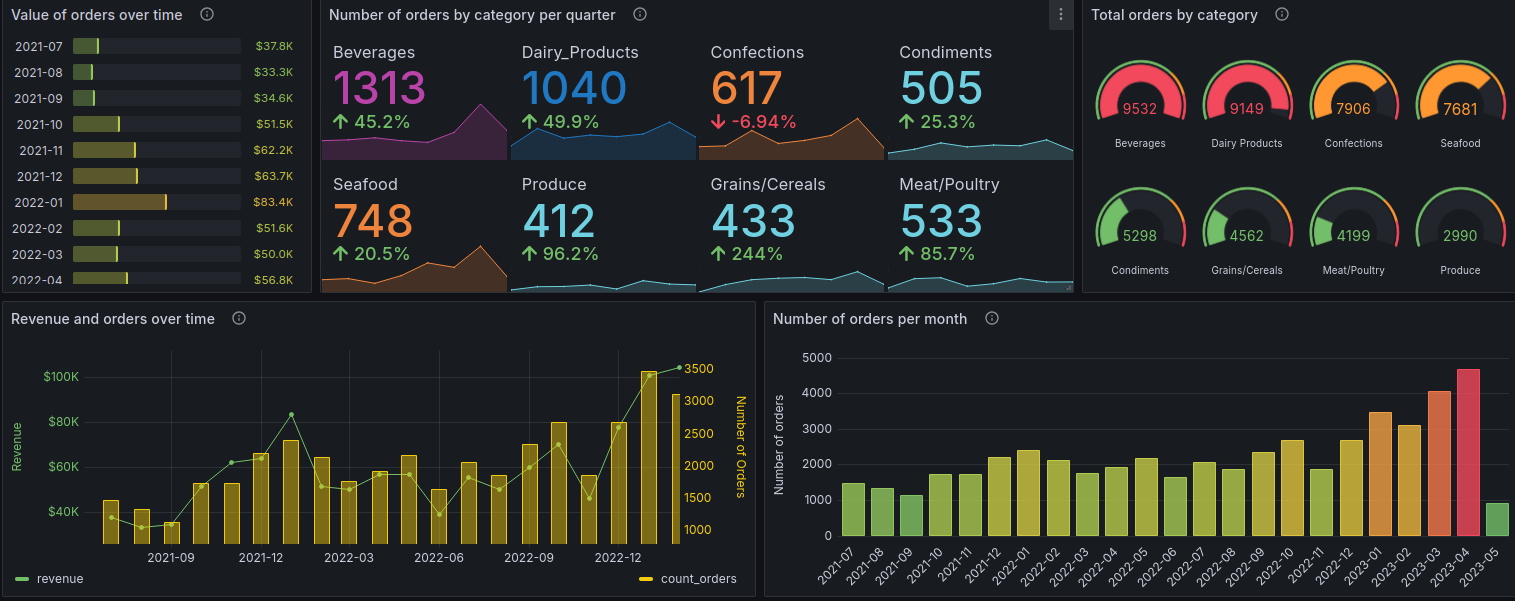 Value of orders over time
2021-07 $37.8K
2021-08 $33.3K
2021-09 $34.6K
2021-10 $51.5K
2021-11 $62.2K
2021-12 $63.7K
2022-01 $83.4K
2022-02 $51.6K
2022-03 $50.0K
2022-04 $56.8K
Number of orders by category per quarter
Beverages
1313
45.2%
Dairy_Products
1040
49.9%
Confections
617
-6.94%
Condiments
505
25.3%
Seafood
748
20.5%
Produce
412
96.2%
Grains/Cereals
433
244%
Meat/Poultry
533
85.7%
Total orders by category
9532
Beverages
9149
Dairy Products
7906
Confections
7681
Seafood
5298
Condiments
4562
Grains/Cereals
4199
Meat/Poultry
2990
Produce
Revenue and orders over time
Revenue
$100K
$80K
$60K
$40K
3500
3000
2500
2000
1500
1000
Number of Orders
2021-09 2021-12 2022-03 2022-06 2022-09 2022-12
revenue
count_orders
Number of orders per month
Number of orders
5000
4000
3000
2000
1000
0
2021-07 2021-08 2021-09 2021-10 2021-11 2021-12 2022-01 2022-02 2022-03 2022-04 2022-05 2022-06 2022-07 2022-08 2022-09 2022-10 2022-11 2022-12 2023-01 2023-02 2023-03 2023-04 2023-05